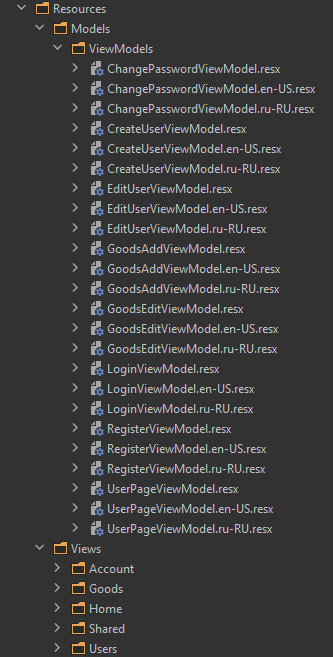 Resources
Models
ViewModels
ChangePasswordViewModel.resx
ChangePasswordViewModel.en-US.resx
ChangePasswordViewModel.ru-RU.resx
CreateUserViewModel.resx
CreateUserViewModel.en-US.resx
CreateUserViewModel.ru-RU.resx
EditUserViewModel.resx
EditUserViewModel.en-US.resx
EditUserViewModel.ru-RU.resx
GoodsAddViewModel.resx
GoodsAddViewModel.en-US.resx
GoodsAddViewModel.ru-RU.resx
GoodsEditViewModel.resx
GoodsEditViewModel.en-US.resx
GoodsEditViewModel.ru-RU.resx
LoginViewModel.resx
LoginViewModel.en-US.resx
LoginViewModel.ru-RU.resx
RegisterViewModel.resx
RegisterViewModel.en-US.resx
RegisterViewModel.ru-RU.resx
UserPageViewModel.resx
UserPageViewModel.en-US.resx
UserPageViewModel.ru-RU.resx
Views
Account
Goods
Home
Shared
Users